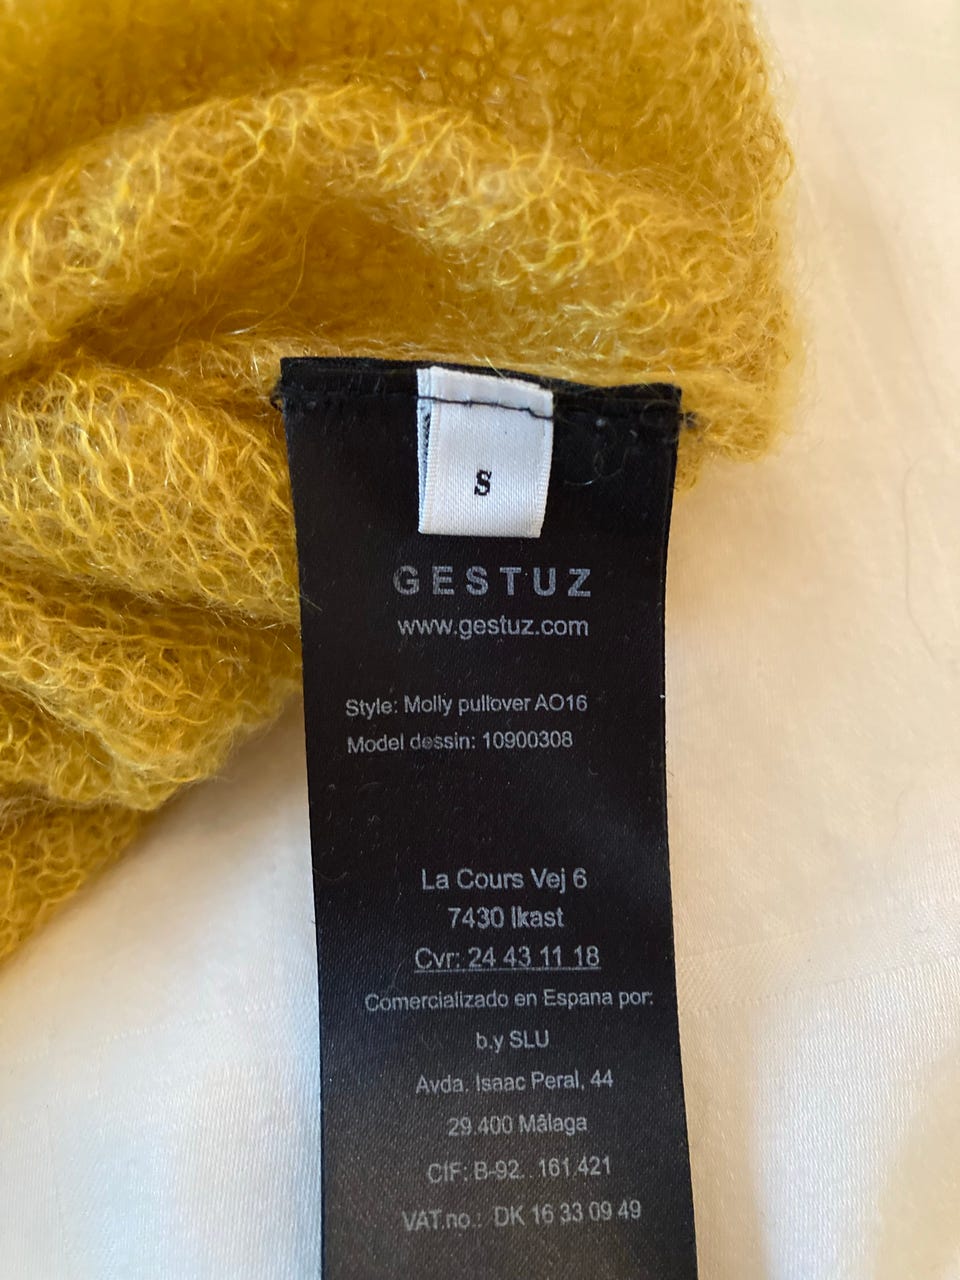 S
GESTUZ
www.gestuz.com
Style: Molly pullover AO16
Model dessin: 10900308
La Cours Vej 6
7430 Ikast
Cvr: 24 43 11 18
Comercializado en Espana por:
b.y SLU
Avda. Isaac Peral, 44
29.400 Mâlaga
CIF: B-92. 161.421
VAT.no.: DK 16 33 09 49